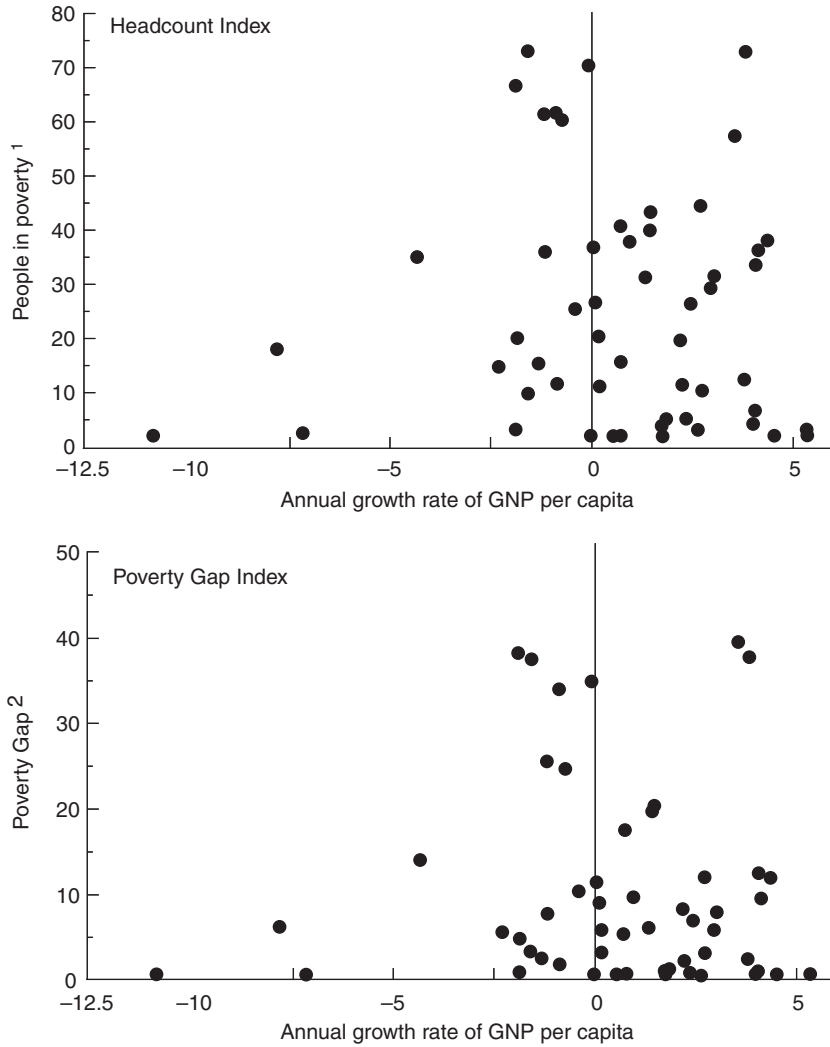 Headcount Index
80
70
60
50
40
30
20
10
0
People in poverty 1
–12.5 –10 –5 0 5
Annual growth rate of GNP per capita
Poverty Gap Index
50
40
30
20
10
0
Poverty Gap 2
–12.5 –10 –5 0 5
Annual growth rate of GNP per capita